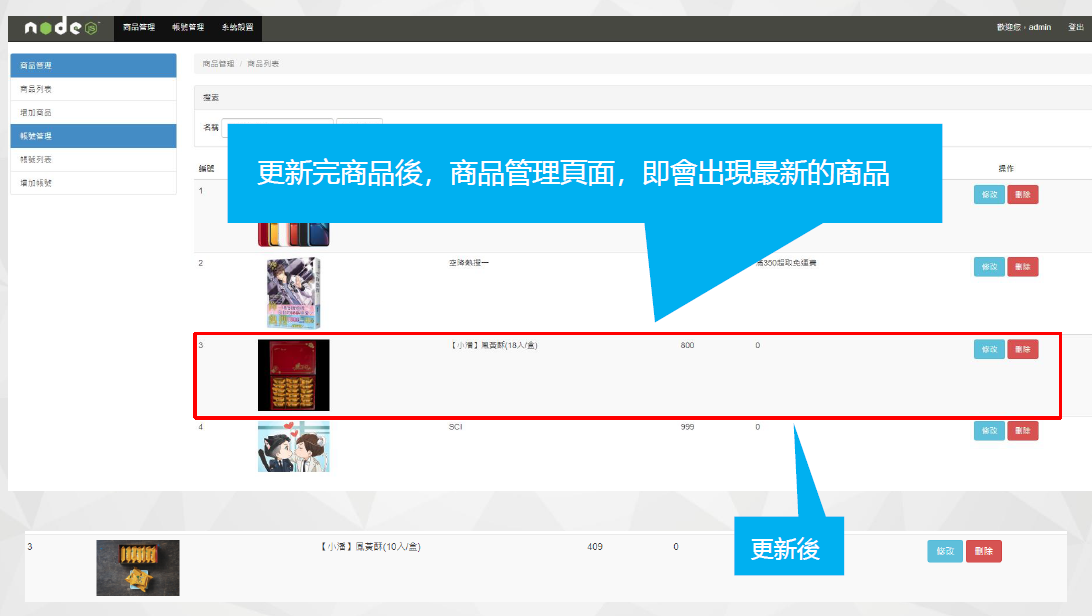 node JS 商品管理 帳號管理 系統設置 歡迎您，admin 登出
商品管理
商品列表
增加商品
帳號管理
帳號列表
增加帳號
商品管理 / 商品列表
搜索
名稱
更新完商品後，商品管理頁面，即會出現最新的商品
編號 操作
1 修改 刪除
2 空降熱搜一 滿350超取免運費 修改 刪除
3 【小潘】鳳黃酥(18入/盒) 800 0 修改 刪除
4 SCI 999 0 修改 刪除
更新後
3 【小潘】鳳黃酥(10入/盒) 409 0 修改 刪除